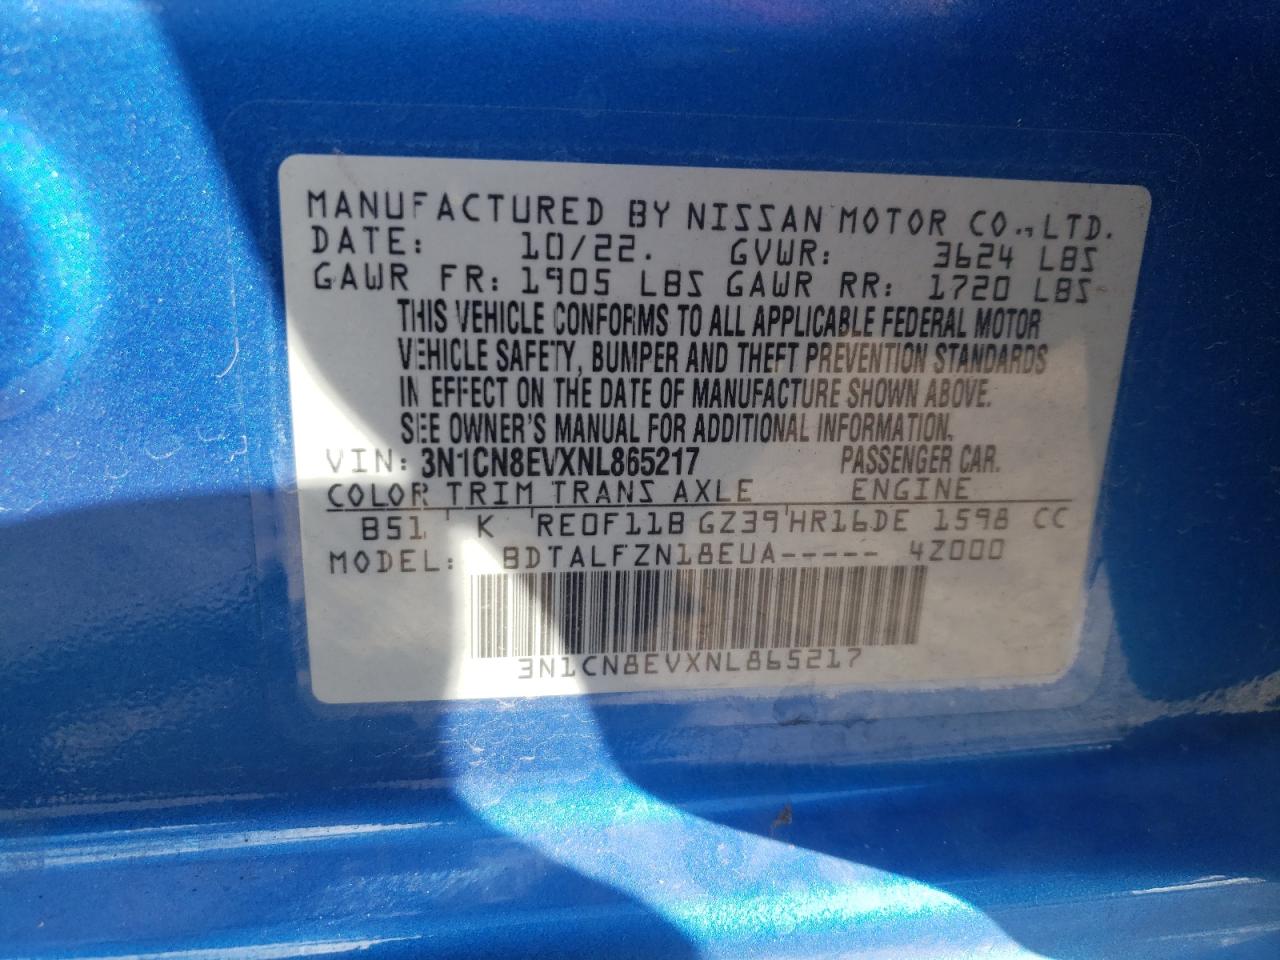 MANUFACTURED BY NISSAN MOTOR CO., LTD.
DATE: 10/22. GVWR: 3624 LBS
GAWR FR: 1905 LBS GAWR RR: 1720 LBS
THIS VEHICLE CONFORMS TO ALL APPLICABLE FEDERAL MOTOR
VEHICLE SAFETY, BUMPER AND THEFT PREVENTION STANDARDS
IN EFFECT ON THE DATE OF MANUFACTURE SHOWN ABOVE.
SEE OWNER'S MANUAL FOR ADDITIONAL INFORMATION.
VIN: 3N1CN8EVXNL865217 PASSENGER CAR.
COLOR TRIM TRANS AXLE ENGINE
B51 K RE0F11B GZ39 HR16DE 1598 CC
MODEL: BDTALFZN18EUA----- 4Z000
3N1CN8EVXNL865217